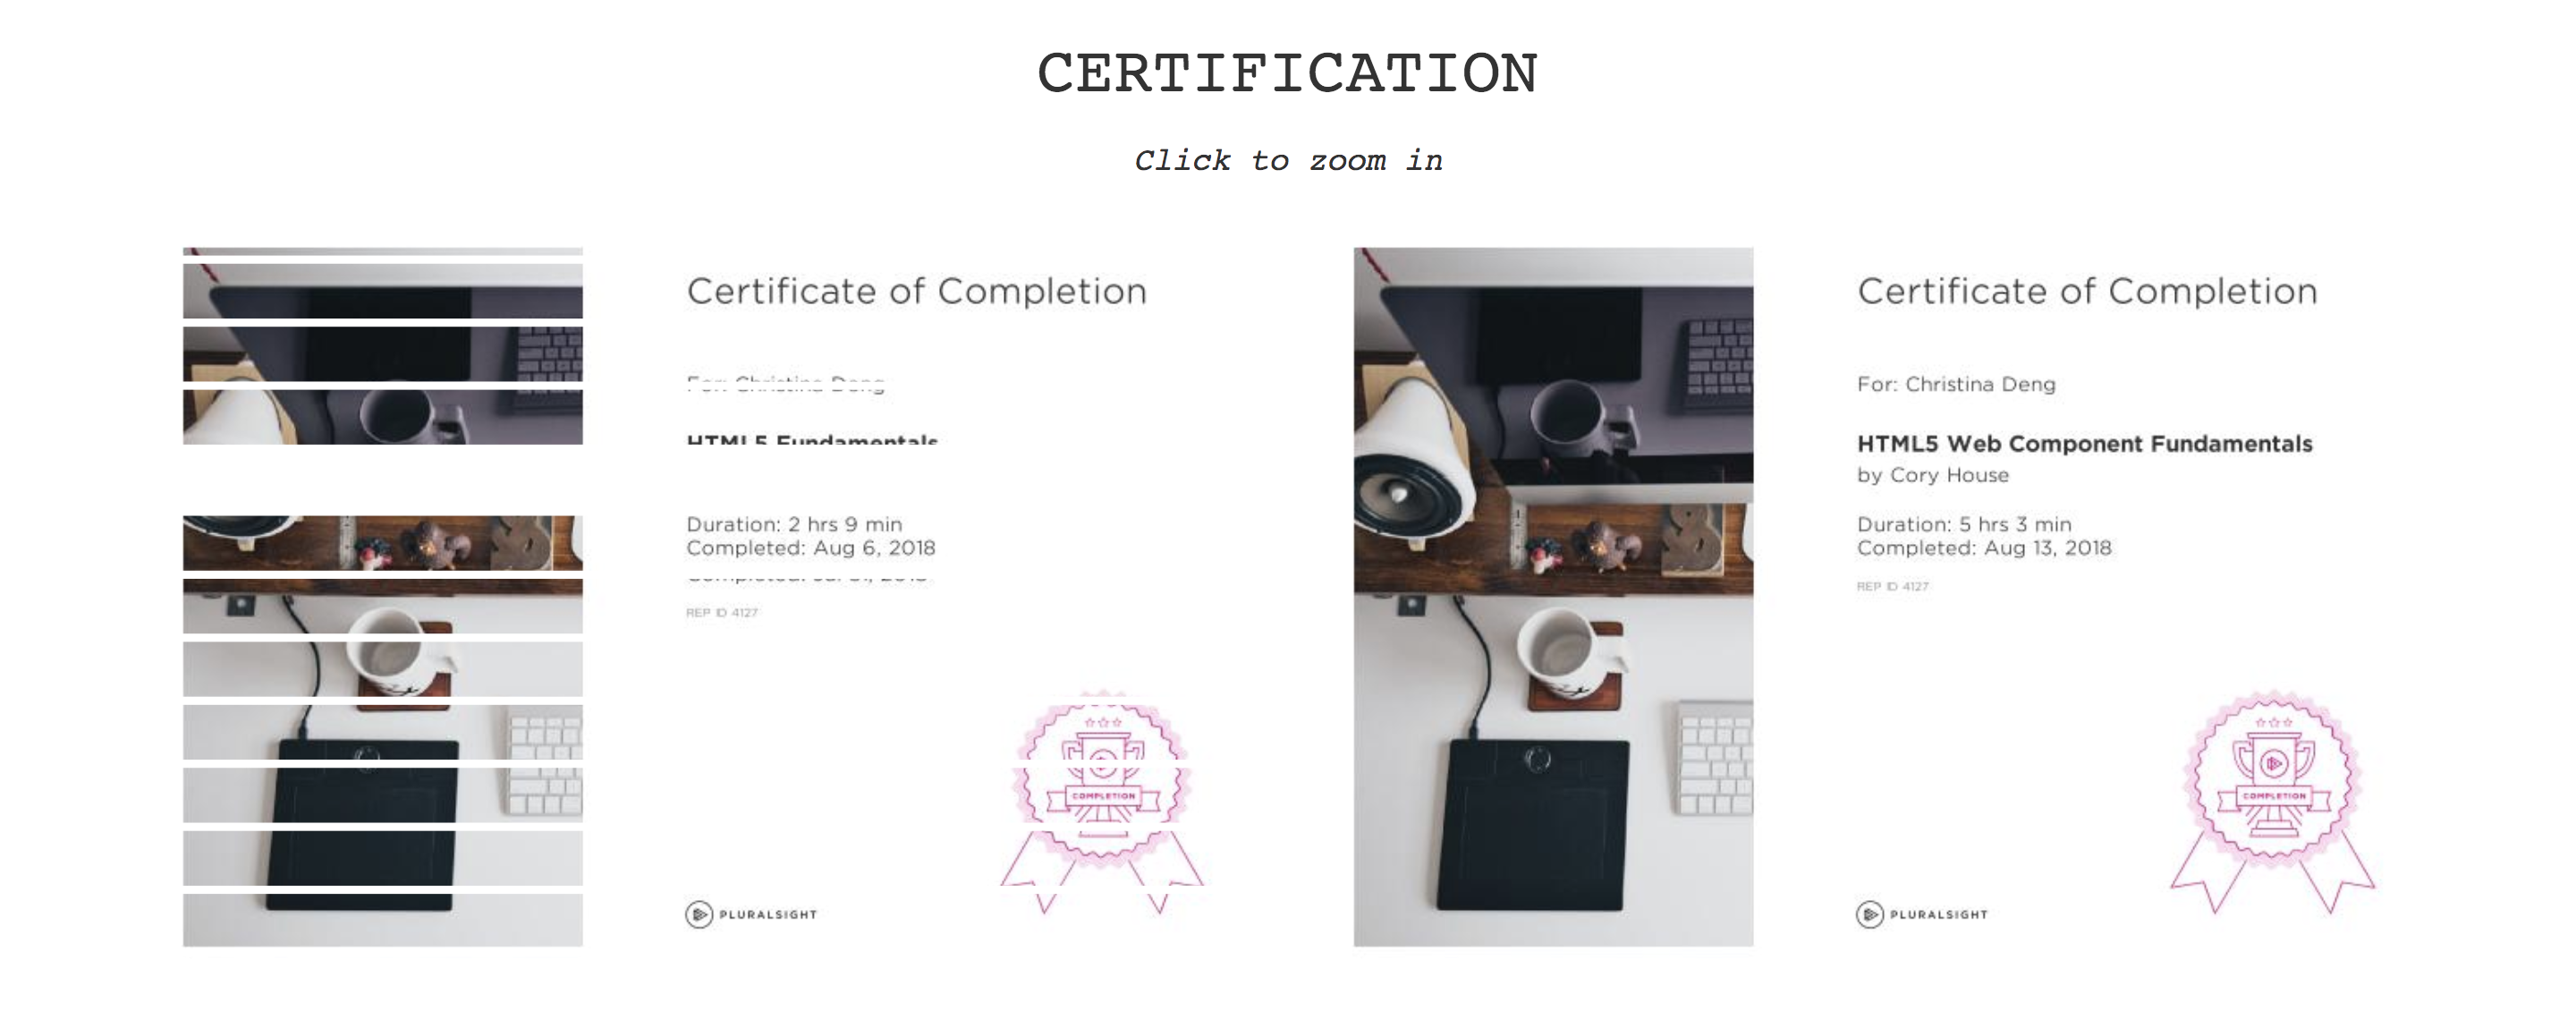 CERTIFICATION
Click to zoom in
Certificate of Completion
For: Christina Deng
HTML5 Fundamentals
Duration: 2 hrs 9 min
Completed: Aug 6, 2018
REP ID 4127
COMPLETION
PLURALSIGHT
Certificate of Completion
For: Christina Deng
HTML5 Web Component Fundamentals
by Cory House
Duration: 5 hrs 3 min
Completed: Aug 13, 2018
REP ID 4127
COMPLETION
PLURALSIGHT